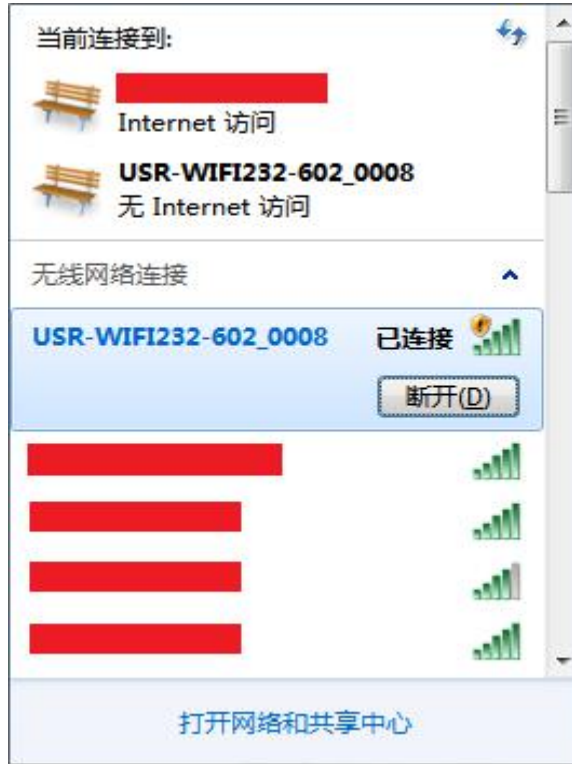 当前连接到:
Internet 访问
USR-WIFI232-602_0008
无 Internet 访问
无线网络连接
USR-WIFI232-602_0008 已连接
断开(D)
打开网络和共享中心